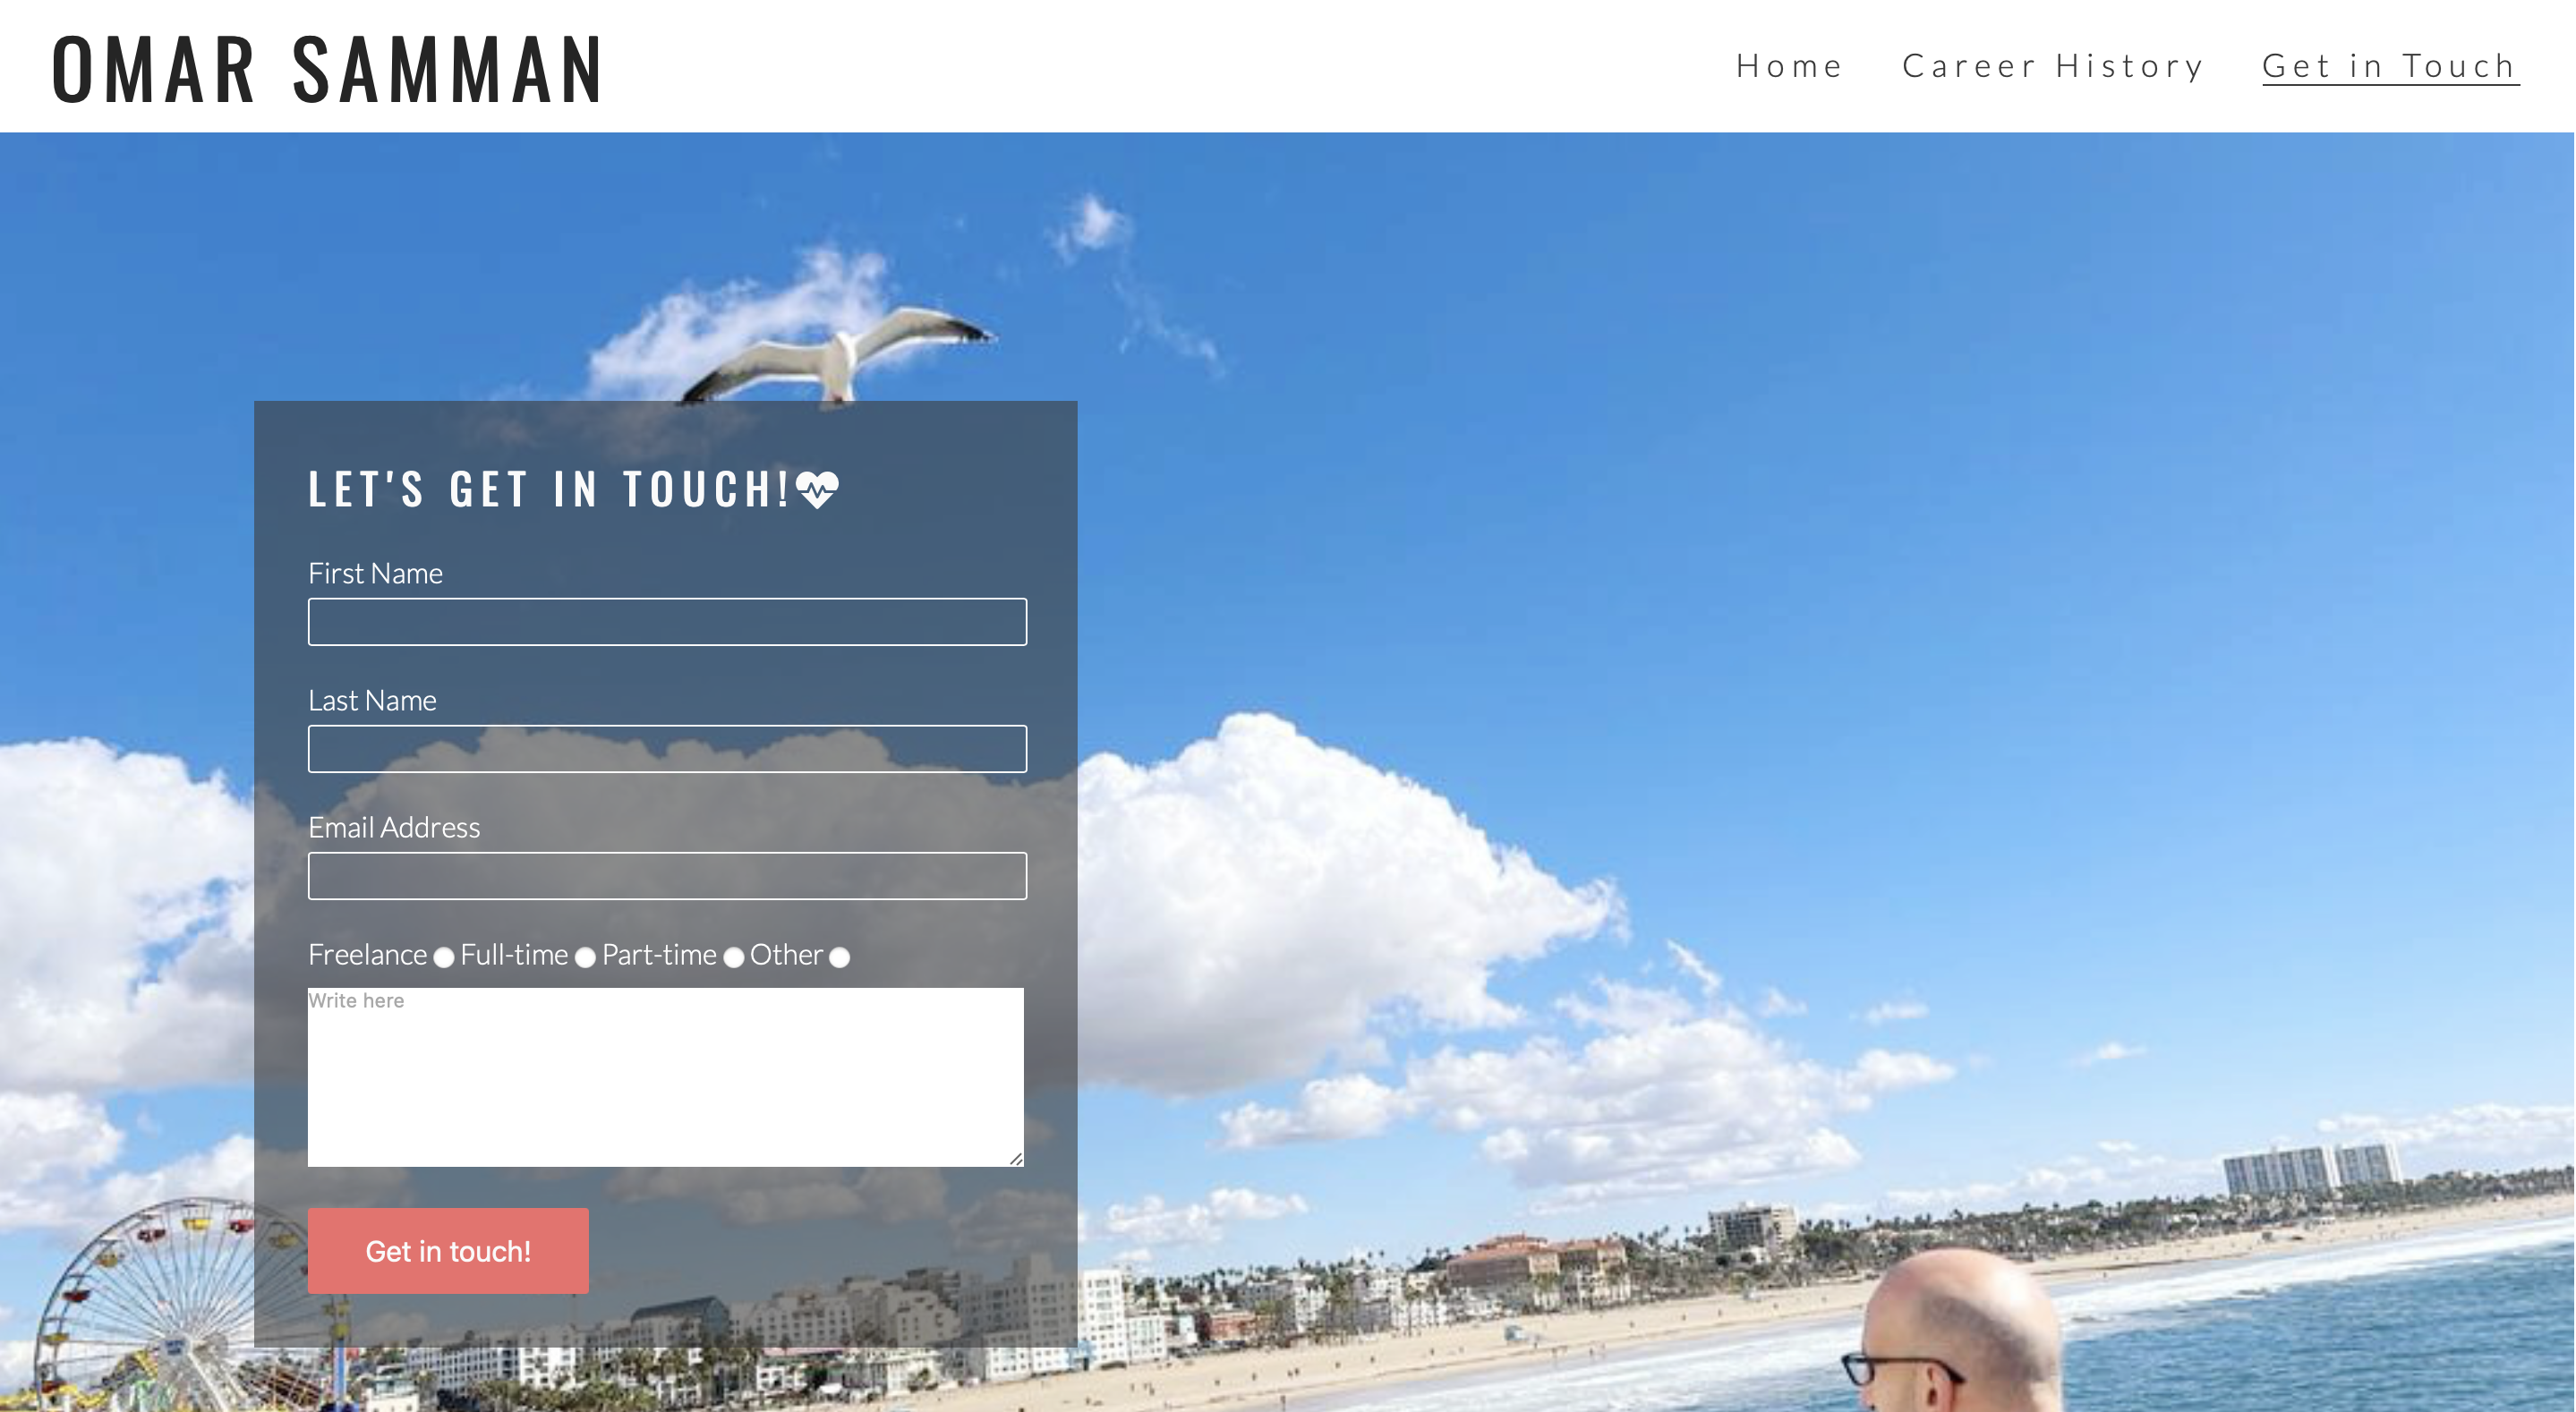 OMAR SAMMAN
Home Career History Get in Touch
LET'S GET IN TOUCH!
First Name
Last Name
Email Address
Freelance Full-time Part-time Other
Write here
Get in touch!